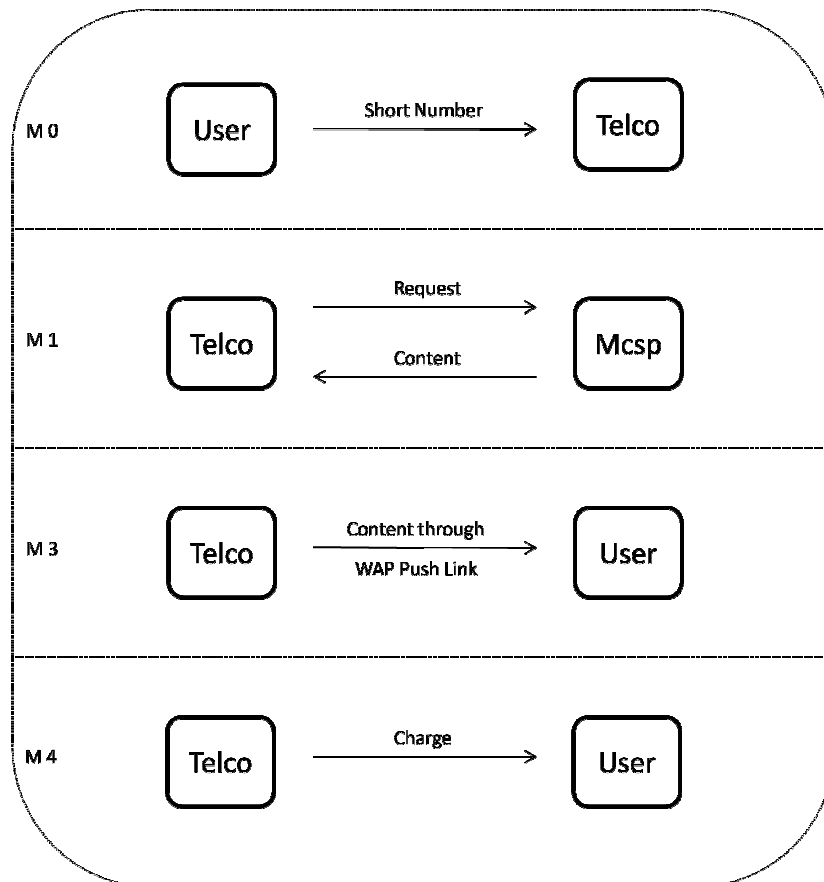 M 0
User
Short Number
Telco
M 1
Telco
Request
Content
Mcsp
M 3
Telco
Content through
WAP Push Link
User
M 4
Telco
Charge
User